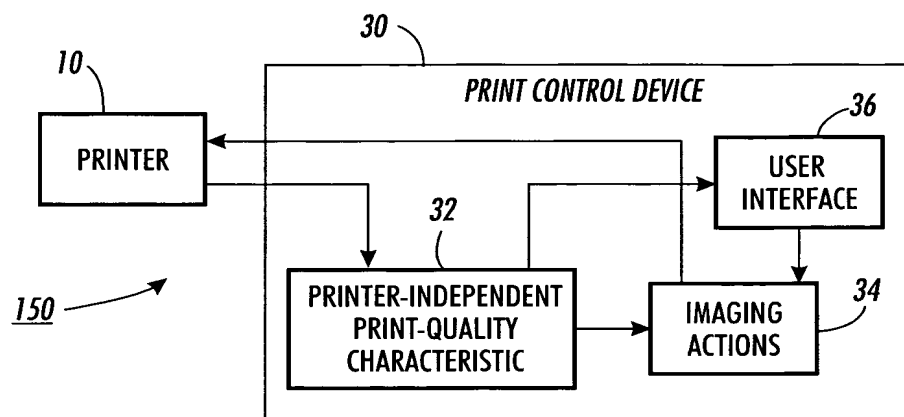 30
10
PRINT CONTROL DEVICE
36
PRINTER
USER
INTERFACE
32
150
PRINTER-INDEPENDENT
PRINT-QUALITY
CHARACTERISTIC
IMAGING
ACTIONS
34